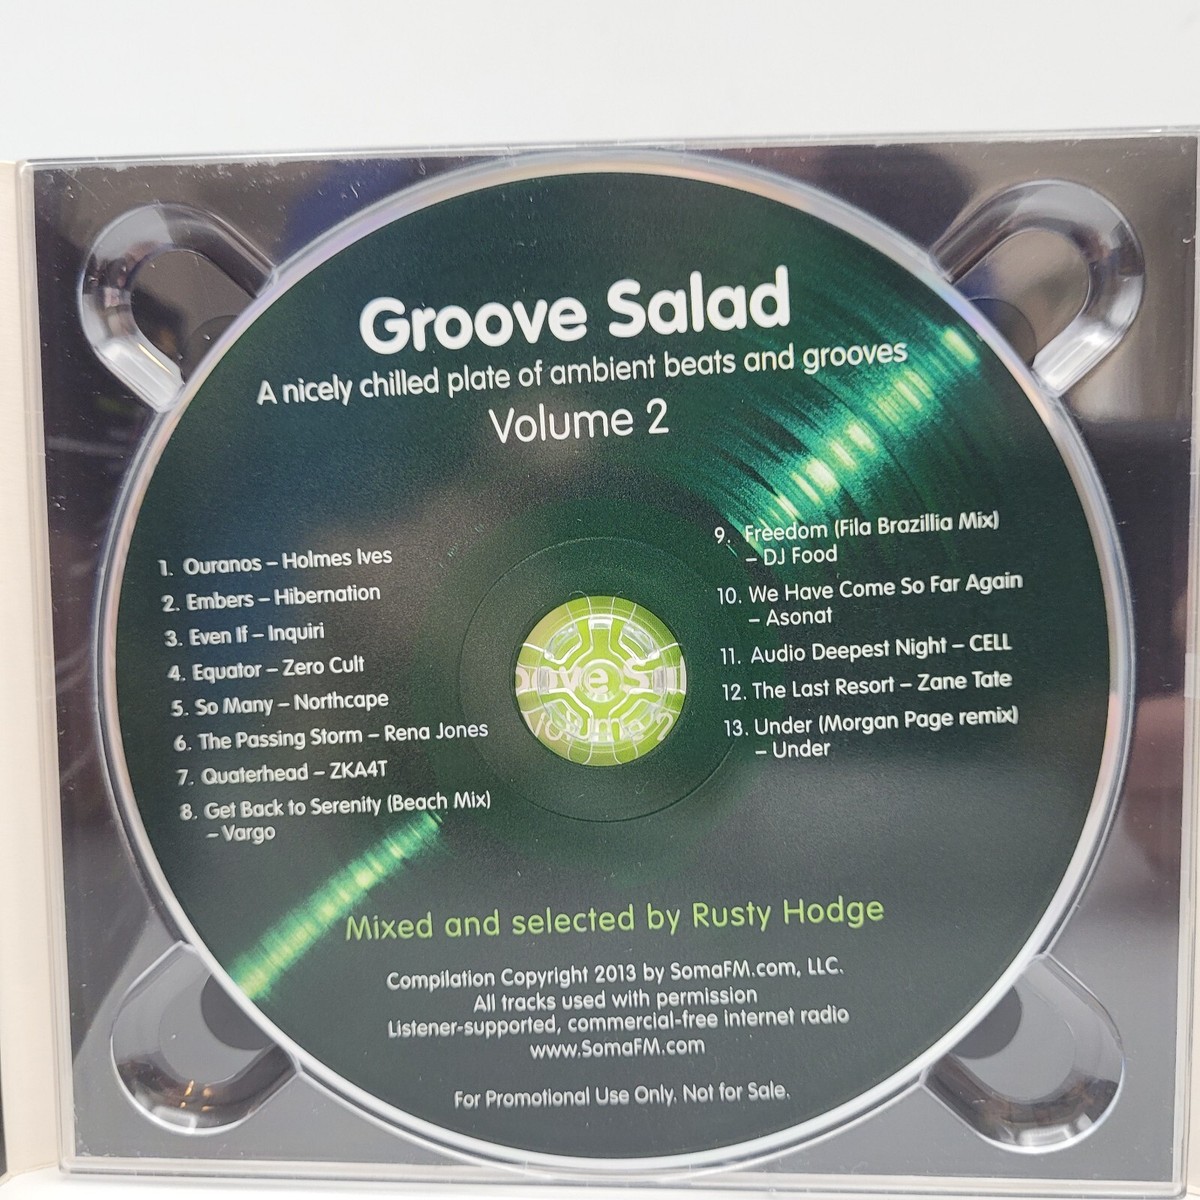 Groove Salad
A nicely chilled plate of ambient beats and grooves
Volume 2
1. Ouranos – Holmes Ives
2. Embers – Hibernation
3. Even If – Inquiri
4. Equator – Zero Cult
5. So Many – Northcape
6. The Passing Storm – Rena Jones
7. Quaterhead – ZKA4T
8. Get Back to Serenity (Beach Mix)
– Vargo
9. Freedom (Fila Brazillia Mix)
– DJ Food
10. We Have Come So Far Again
– Asonat
11. Audio Deepest Night – CELL
12. The Last Resort – Zane Tate
13. Under (Morgan Page remix)
– Under
oove Sal
Volume 2
Mixed and selected by Rusty Hodge
Compilation Copyright 2013 by SomaFM.com, LLC.
All tracks used with permission
Listener-supported, commercial-free internet radio
www.SomaFM.com
For Promotional Use Only. Not for Sale.